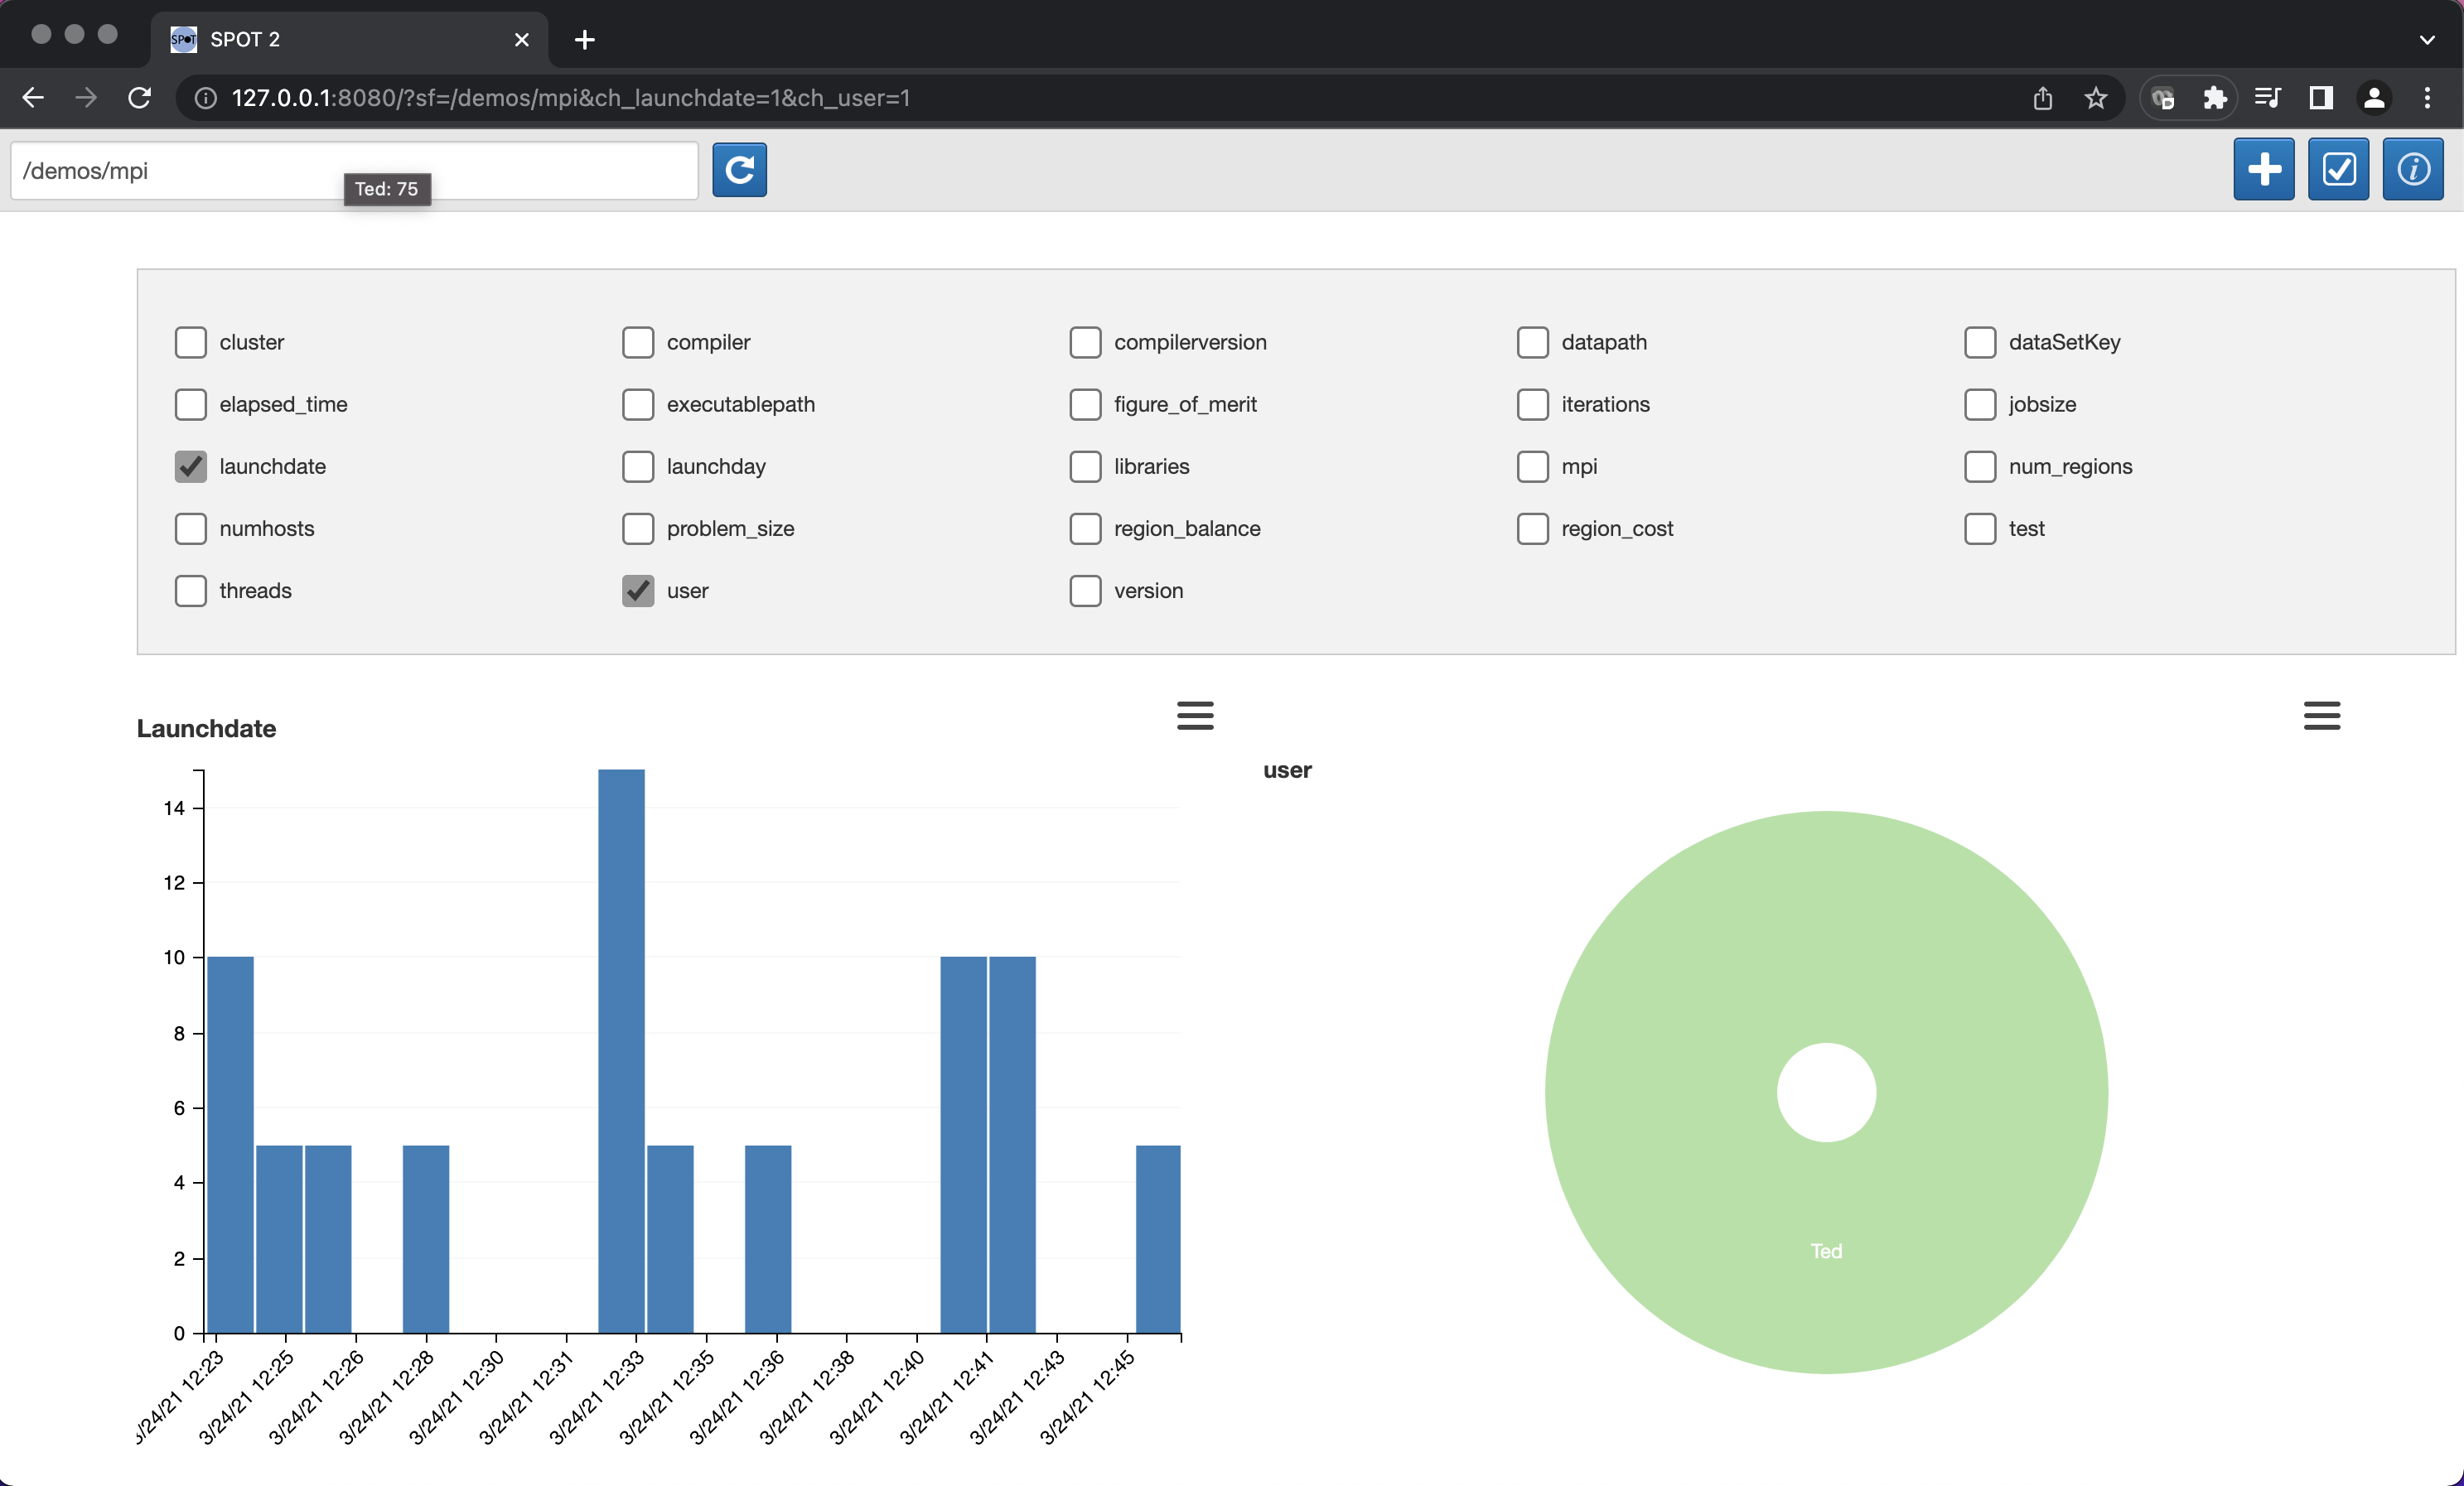 SPOT 2
127.0.0.1:8080/?sf=/demos/mpi&ch_launchdate=1&ch_user=1
/demos/mpi
Ted: 75
cluster
compiler
compilerversion
datapath
dataSetKey
elapsed_time
executablepath
figure_of_merit
iterations
jobsize
launchdate
launchday
libraries
mpi
num_regions
numhosts
problem_size
region_balance
region_cost
test
threads
user
version
Launchdate
14
12
10
8
6
4
2
0
/24/21 12:23
3/24/21 12:25
3/24/21 12:26
3/24/21 12:28
3/24/21 12:30
3/24/21 12:31
3/24/21 12:33
3/24/21 12:35
3/24/21 12:36
3/24/21 12:38
3/24/21 12:40
3/24/21 12:41
3/24/21 12:43
3/24/21 12:45
user
Ted